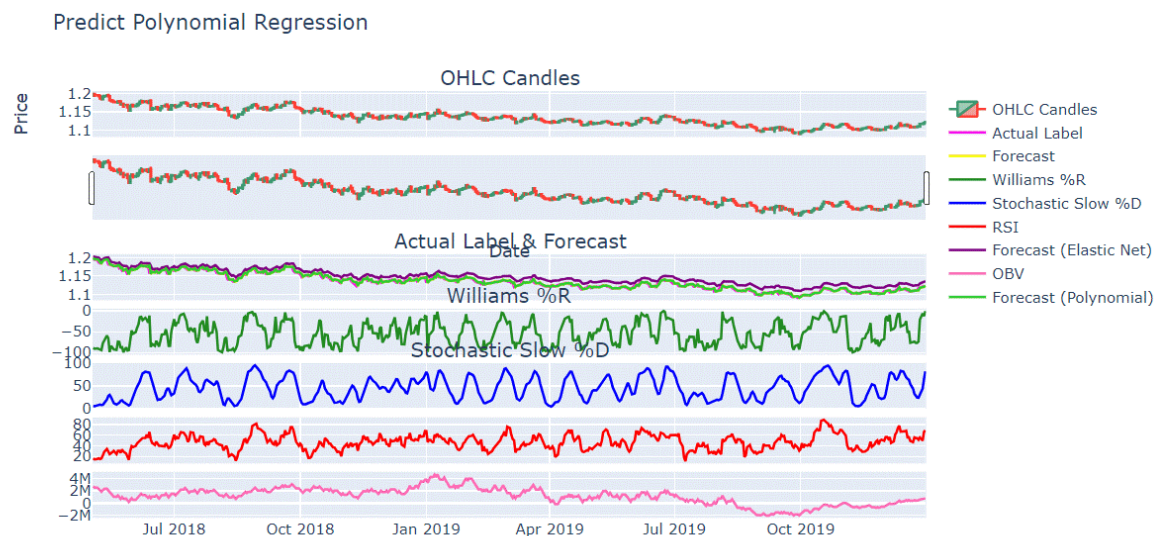 Predict Polynomial Regression
OHLC Candles
Price
1.2
1.15
1.1
Actual Label & Forecast
Date
1.2
1.15
1.1
Williams %R
0
−50
−100
Stochastic Slow %D
100
50
0
80
60
40
20
4M
2M
0
−2M
Jul 2018 Oct 2018 Jan 2019 Apr 2019 Jul 2019 Oct 2019
OHLC Candles
Actual Label
Forecast
Williams %R
Stochastic Slow %D
RSI
Forecast (Elastic Net)
OBV
Forecast (Polynomial)